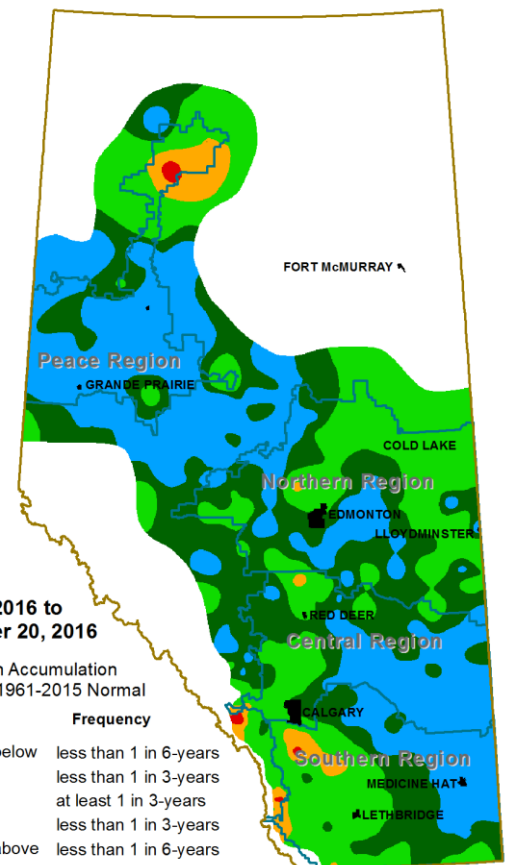 FORT McMURRAY
Peace Region
GRANDE PRAIRIE
COLD LAKE
Northern Region
EDMONTON
LLOYDMINSTER
2016 to
er 20, 2016
RED DEER
Central Region
n Accumulation
1961-2015 Normal
CALGARY
Frequency
Southern Region
below less than 1 in 6-years
less than 1 in 3-years
MEDICINE HAT
at least 1 in 3-years
LETHBRIDGE
less than 1 in 3-years
above less than 1 in 6-years